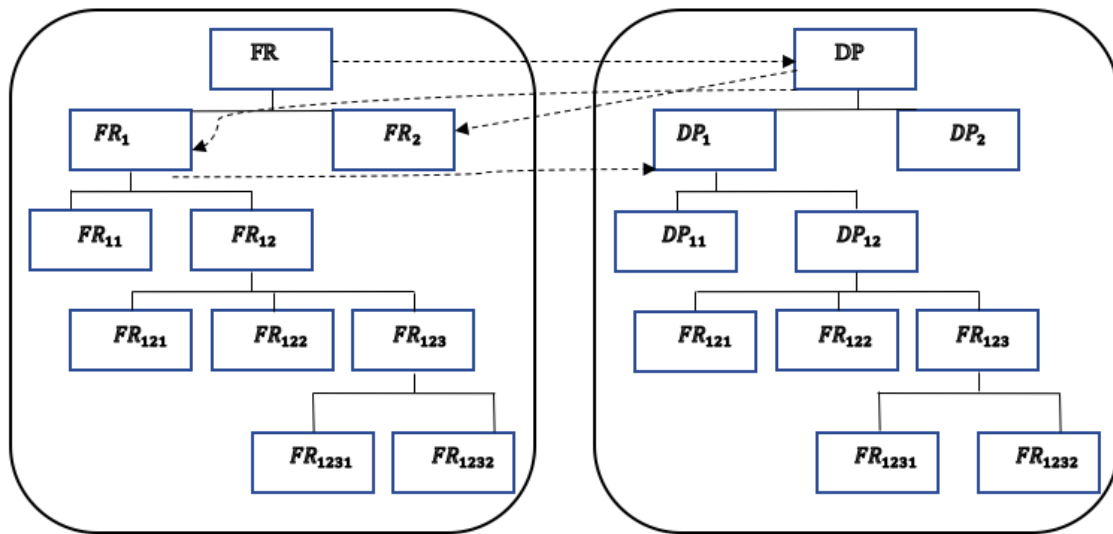 FR
DP
FR₁
FR₂
DP₁
DP₂
FR₁₁
FR₁₂
DP₁₁
DP₁₂
FR₁₂₁
FR₁₂₂
FR₁₂₃
FR₁₂₁
FR₁₂₂
FR₁₂₃
FR₁₂₃₁
FR₁₂₃₂
FR₁₂₃₁
FR₁₂₃₂